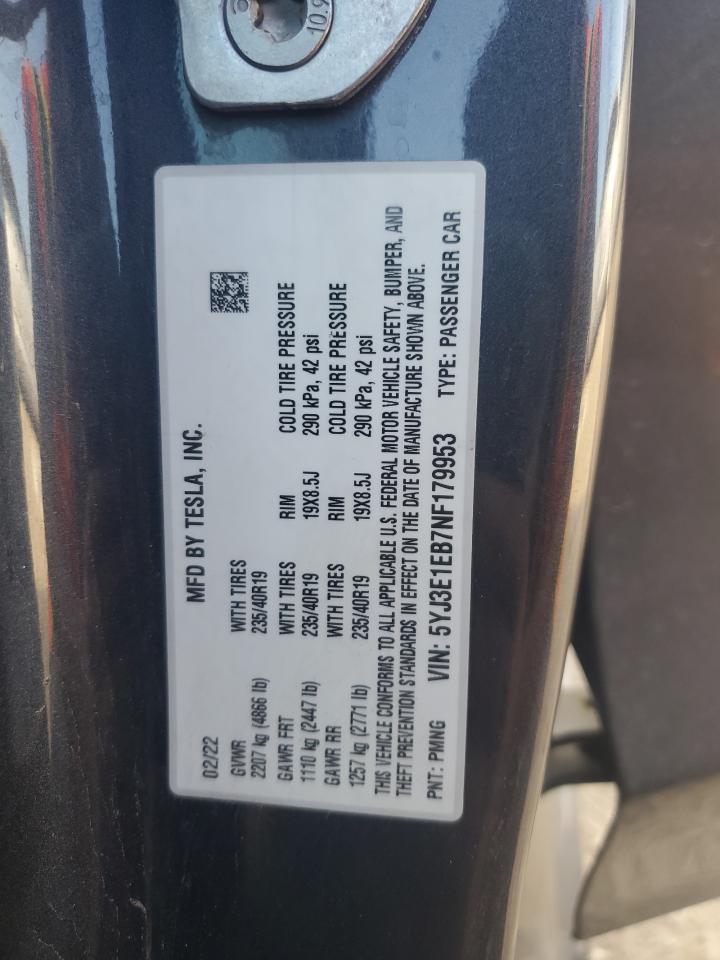 10.9
MFD BY TESLA, INC.
02/22
GVWR WITH TIRES
2207 kg (4866 lb) 235/40R19
GAWR FRT WITH TIRES RIM COLD TIRE PRESSURE
1110 kg (2447 lb) 235/40R19 19X8.5J 290 kPa, 42 psi
GAWR RR WITH TIRES RIM COLD TIRE PRESSURE
1257 kg (2771 lb) 235/40R19 19X8.5J 290 kPa, 42 psi
THIS VEHICLE CONFORMS TO ALL APPLICABLE U.S. FEDERAL MOTOR VEHICLE SAFETY, BUMPER, AND
THEFT PREVENTION STANDARDS IN EFFECT ON THE DATE OF MANUFACTURE SHOWN ABOVE.
PNT: PMNG VIN: 5YJ3E1EB7NF179953 TYPE: PASSENGER CAR